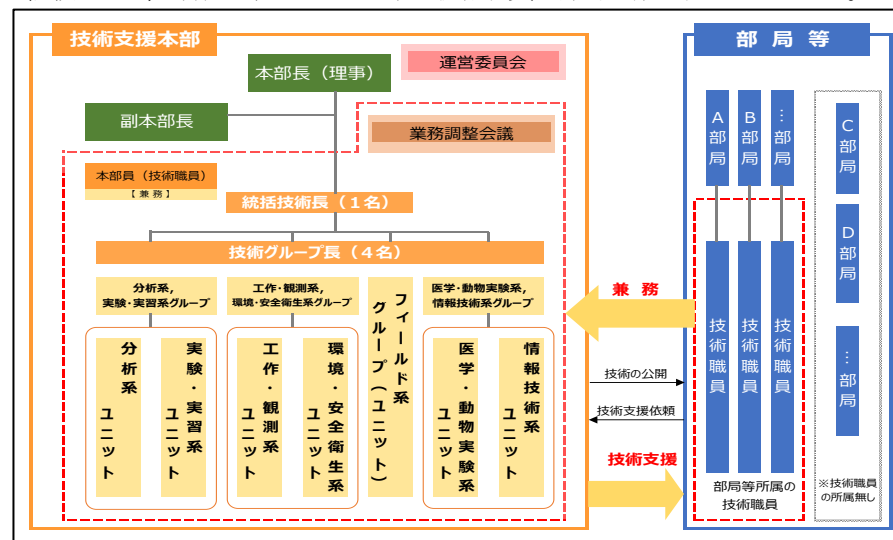 技術支援本部
本部長（理事）
運営委員会
副本部長
業務調整会議
本部員（技術職員）
【兼務】
統括技術長（１名）
技術グループ長（４名）
分析系,
実験・実習系グループ
工作・観測系,
環境・安全衛生系グループ
フィールド系
グループ（ユニット）
医学・動物実験系,
情報技術系グループ
分析系
ユニット
実験・実習系
ユニット
工作・観測系
ユニット
環境・安全衛生系
ユニット
医学・動物実験系
ユニット
情報技術系
ユニット
兼務
技術の公開
技術支援依頼
技術支援
部局等
A部局
B部局
…部局
技術職員
技術職員
技術職員
部局等所属の
技術職員
C部局
D部局
…部局
※技術職員
の所属無し